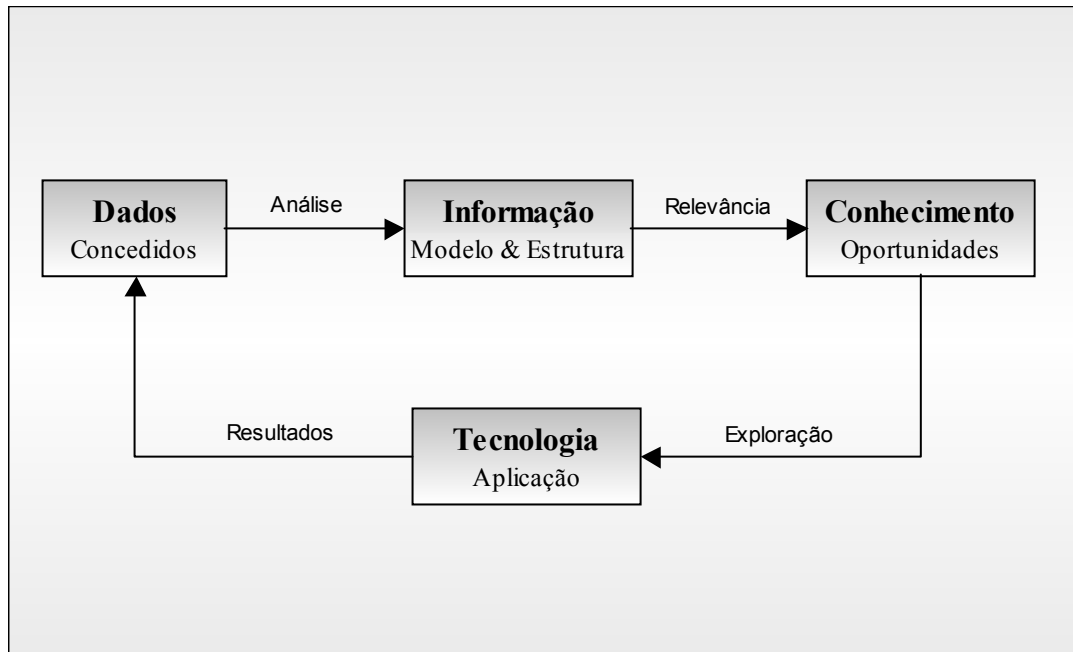 Dados
Concedidos
Análise
Informação
Modelo & Estrutura
Relevância
Conhecimento
Oportunidades
Exploração
Tecnologia
Aplicação
Resultados